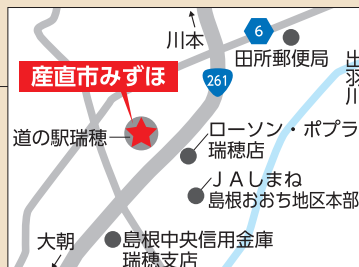 川本
6
田所郵便局
出羽川
産直市みずほ
261
道の駅瑞穂
ローソン・ポプラ
瑞穂店
JAしまね
島根おおち地区本部
大朝
島根中央信用金庫
瑞穂支店